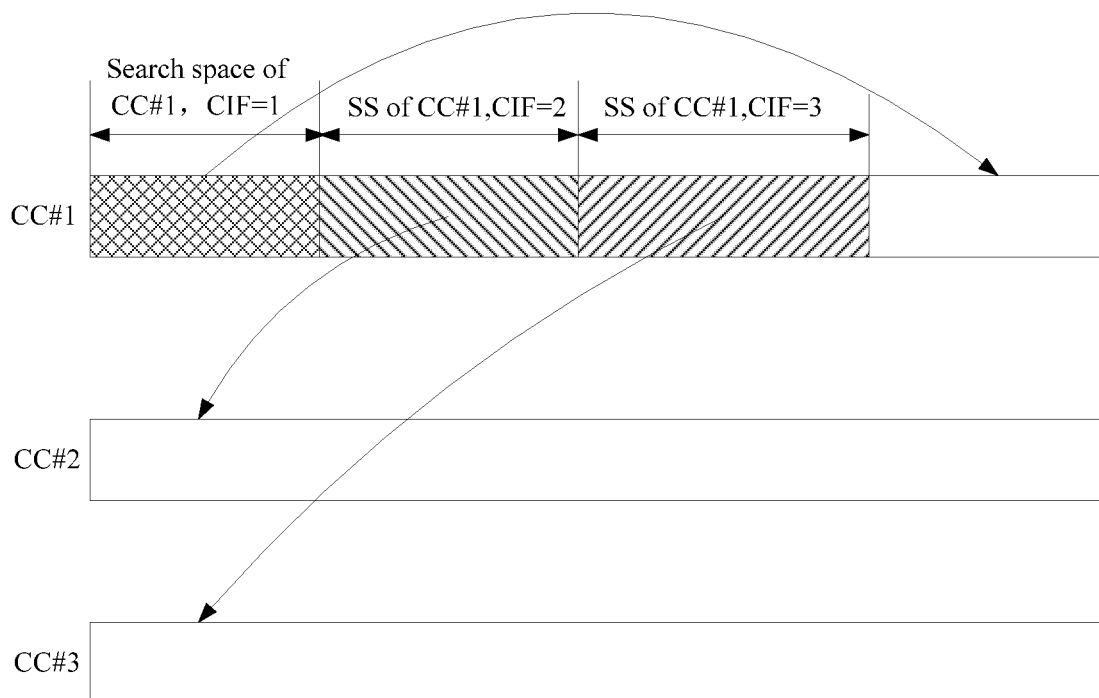 Search space of
CC#1，CIF=1
SS of CC#1,CIF=2
SS of CC#1,CIF=3
CC#1
CC#2
CC#3